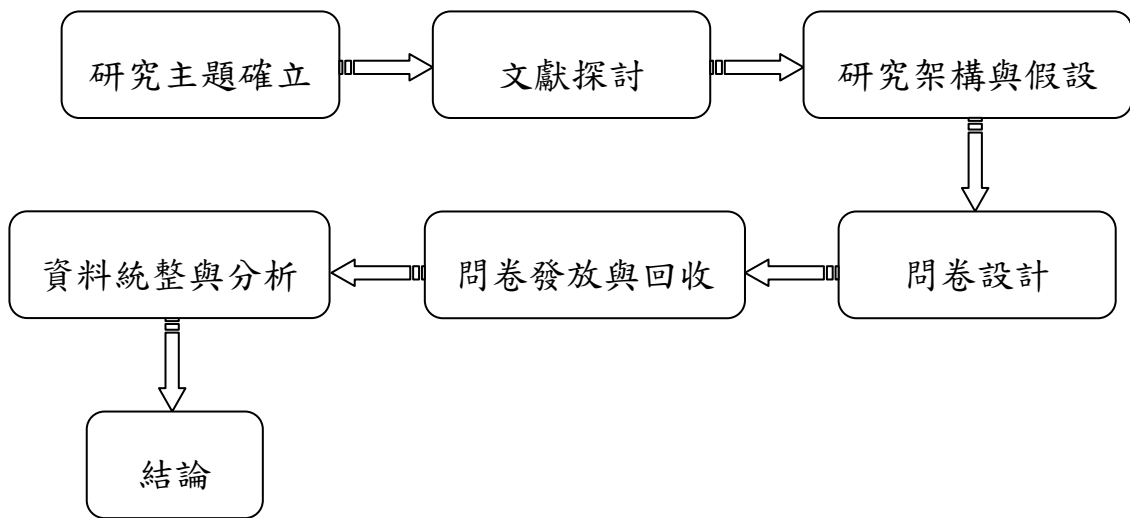 研究主題確立
文獻探討
研究架構與假設
問卷設計
問卷發放與回收
資料統整與分析
結論